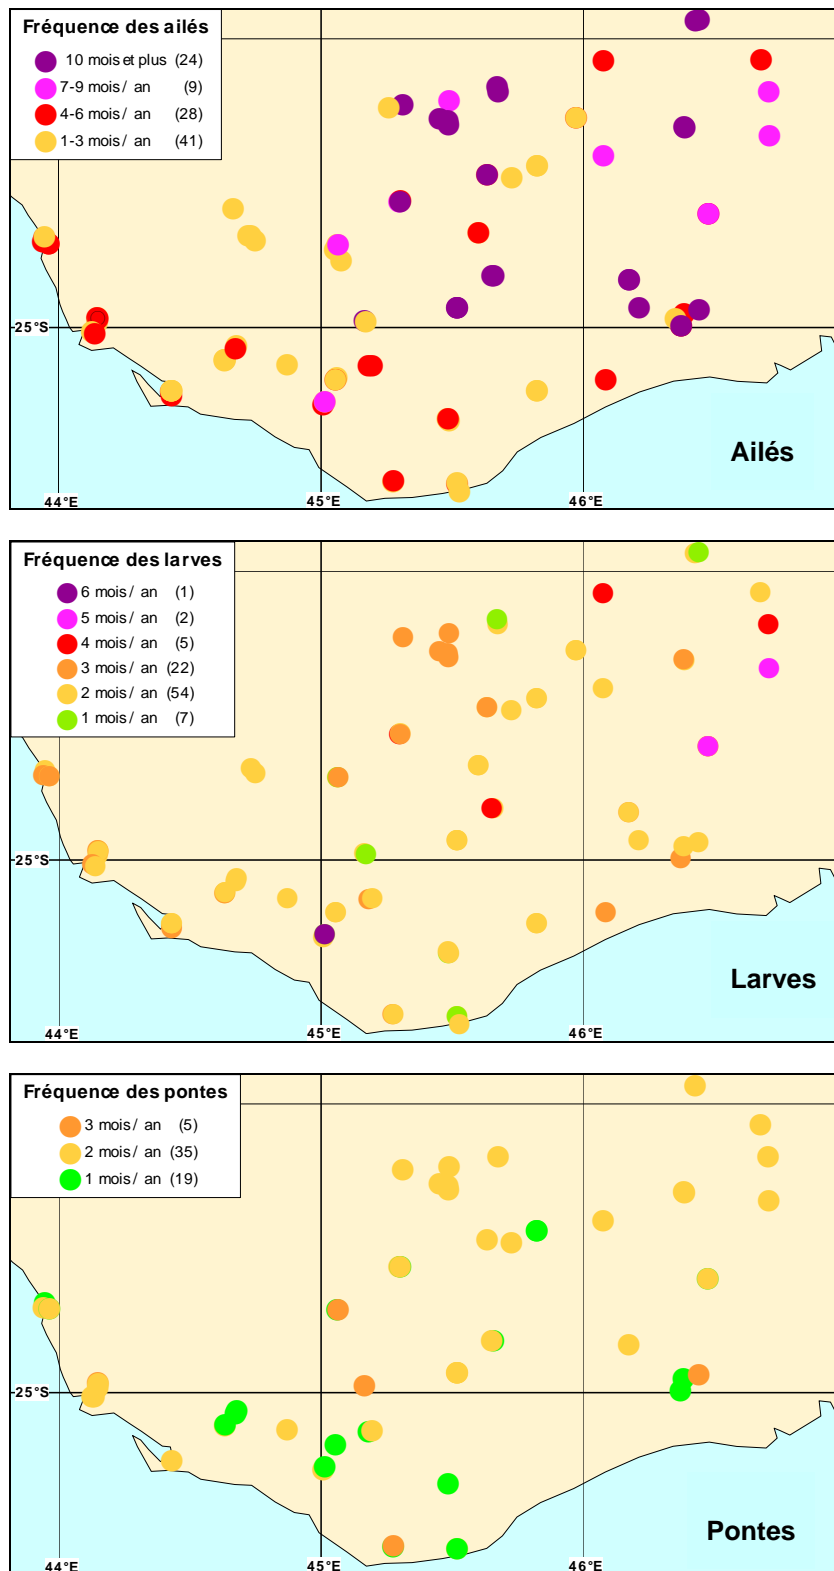 Fréquence des ailés
10 mois et plus (24)
7-9 mois/ an (9)
4-6 mois/ an (28)
1-3 mois/ an (41)
25°S
Ailés
44°E 45°E 46°E
Fréquence des larves
6 mois/ an (1)
5 mois/ an (2)
4 mois/ an (5)
3 mois/ an (22)
2 mois/ an (54)
1 mois/ an (7)
25°S
Larves
44°E 45°E 46°E
Fréquence des pontes
3 mois/ an (5)
2 mois/ an (35)
1 mois/ an (19)
25°S
Pontes
44°E 45°E 46°E